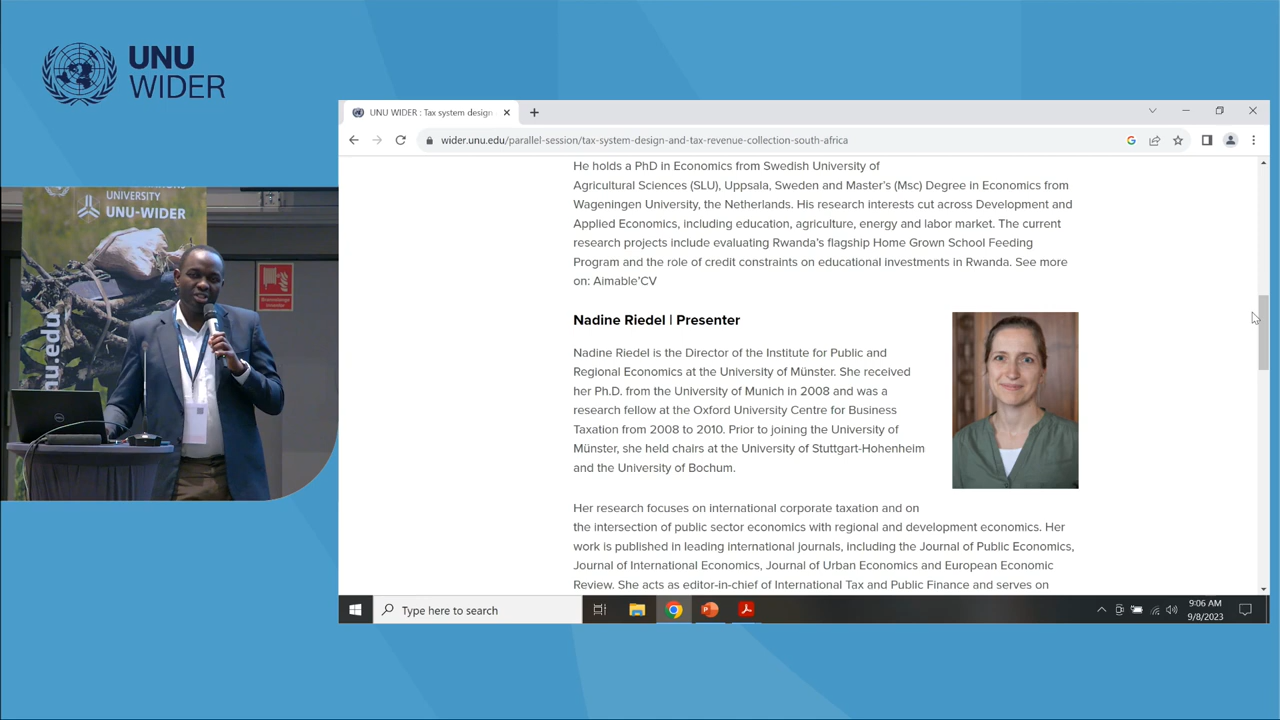 UNU
WIDER
UNIVERSITY
UNU-WIDER
nu.edu
UNU WIDER : Tax system design
wider.unu.edu/parallel-session/tax-system-design-and-tax-revenue-collection-south-africa
He holds a PhD in Economics from Swedish University of
Agricultural Sciences (SLU), Uppsala, Sweden and Master's (Msc) Degree in Economics from
Wageningen University, the Netherlands. His research interests cut across Development and
Applied Economics, including education, agriculture, energy and labor market. The current
research projects include evaluating Rwanda's flagship Home Grown School Feeding
Program and the role of credit constraints on educational investments in Rwanda. See more
on: Aimable'CV
Nadine Riedel | Presenter
Nadine Riedel is the Director of the Institute for Public and
Regional Economics at the University of Münster. She received
her Ph.D. from the University of Munich in 2008 and was a
research fellow at the Oxford University Centre for Business
Taxation from 2008 to 2010. Prior to joining the University of
Münster, she held chairs at the University of Stuttgart-Hohenheim
and the University of Bochum.
Her research focuses on international corporate taxation and on
the intersection of public sector economics with regional and development economics. Her
work is published in leading international journals, including the Journal of Public Economics,
Journal of International Economics, Journal of Urban Economics and European Economic
Review. She acts as editor-in-chief of International Tax and Public Finance and serves on
Type here to search
9:06 AM
9/8/2023